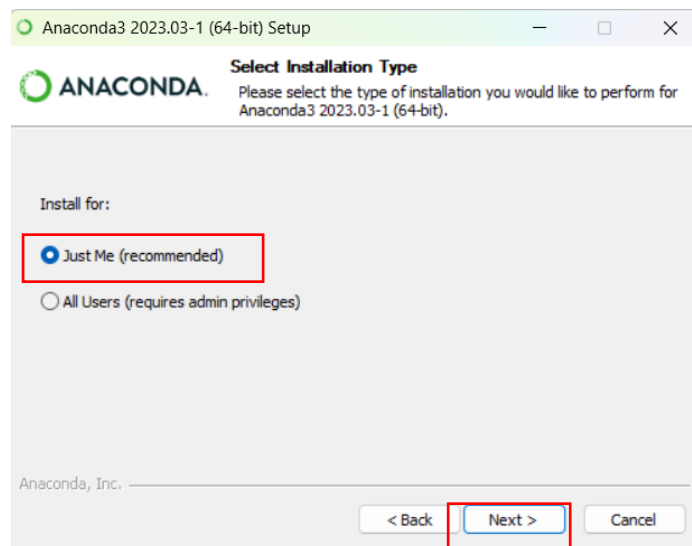 Anaconda3 2023.03-1 (64-bit) Setup
ANACONDA.
Select Installation Type
Please select the type of installation you would like to perform for
Anaconda3 2023.03-1 (64-bit).
Install for:
Just Me (recommended)
All Users (requires admin privileges)
Anaconda, Inc.
< Back
Next >
Cancel